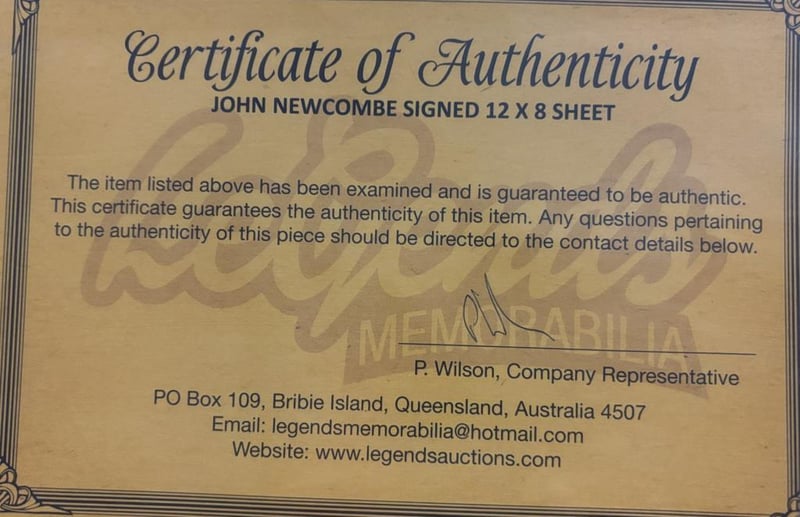 Certificate of Authenticity
JOHN NEWCOMBE SIGNED 12 X 8 SHEET
The item listed above has been examined and is guaranteed to be authentic.
This certificate guarantees the authenticity of this item. Any questions pertaining
to the authenticity of this piece should be directed to the contact details below.
Legends
MEMORABILIA
P. Wilson, Company Representative
PO Box 109, Bribie Island, Queensland, Australia 4507
Email: legendsmemorabilia@hotmail.com
Website: www.legendsauctions.com